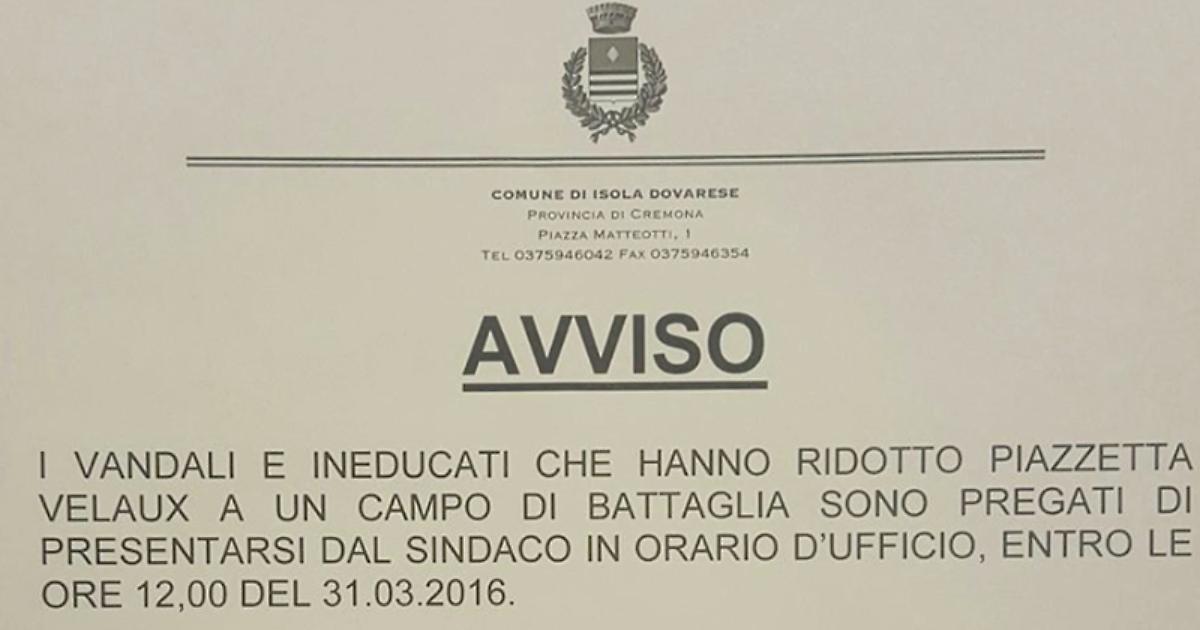 COMUNE DI ISOLA DOVARESE
PROVINCIA DI CREMONA
PIAZZA MATTEOTTI, 1
TEL 0375946042 FAX 0375946354
AVVISO
I VANDALI E INEDUCATI CHE HANNO RIDOTTO PIAZZETTA
VELAUX A UN CAMPO DI BATTAGLIA SONO PREGATI DI
PRESENTARSI DAL SINDACO IN ORARIO D'UFFICIO, ENTRO LE
ORE 12,00 DEL 31.03.2016.